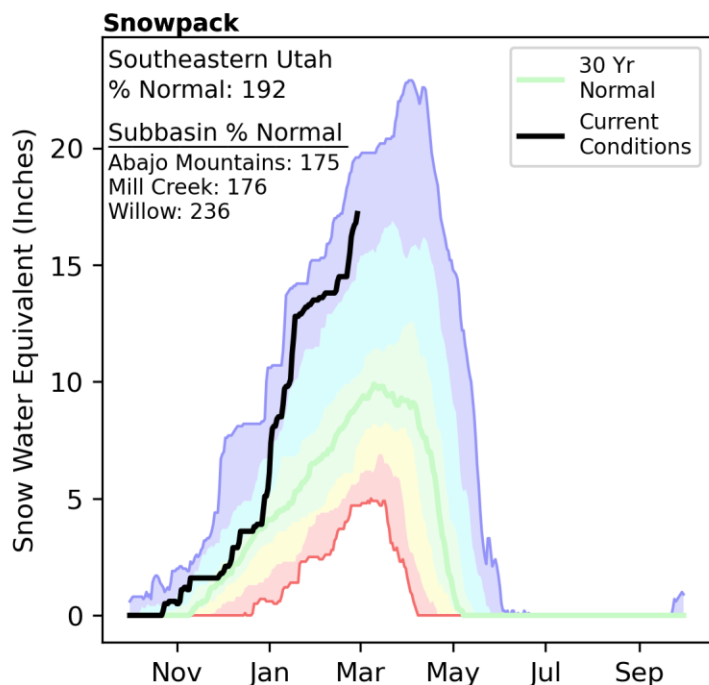 Snowpack
Southeastern Utah
% Normal: 192
Subbasin % Normal
Abajo Mountains: 175
Mill Creek: 176
Willow: 236
30 Yr
Normal
Current
Conditions
Snow Water Equivalent (Inches)
20
15
10
5
0
Nov Jan Mar May Jul Sep